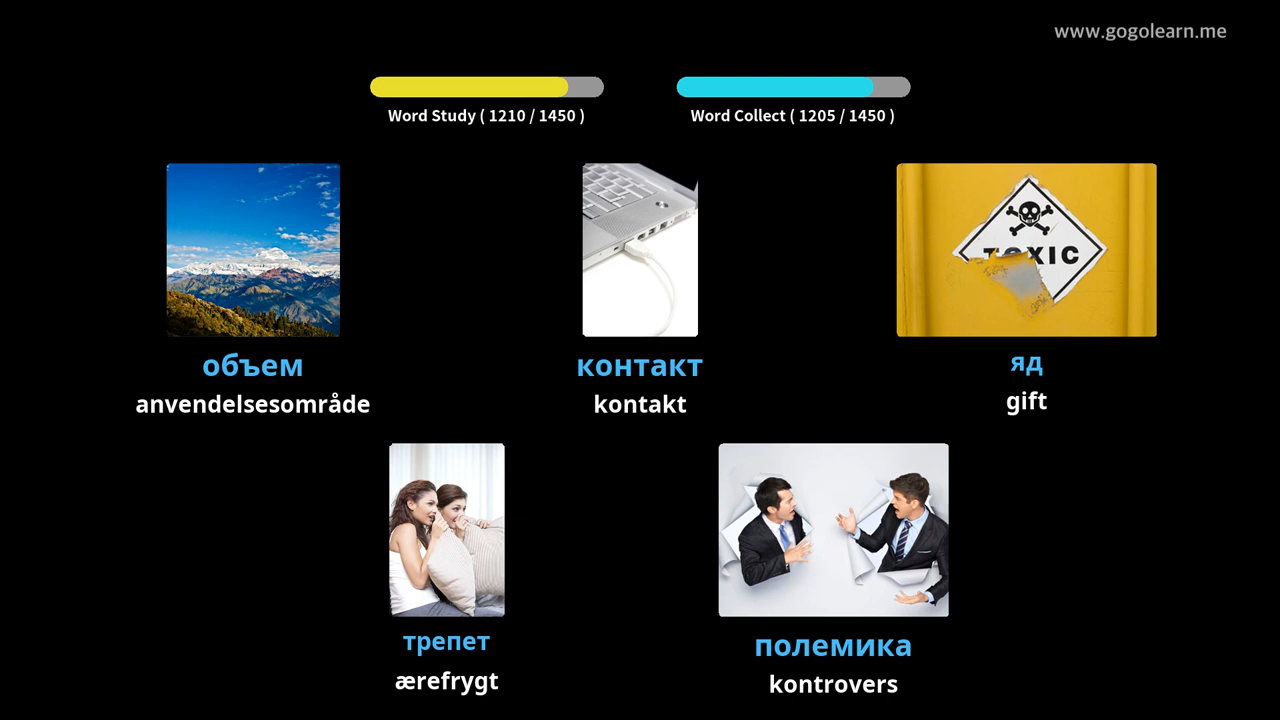 www.gogolearn.me
Word Study ( 1210 / 1450 )
Word Collect ( 1205 / 1450 )
TOXIC
объем
anvendelsesområde
контакт
kontakt
яд
gift
трепет
ærefrygt
полемика
kontrovers